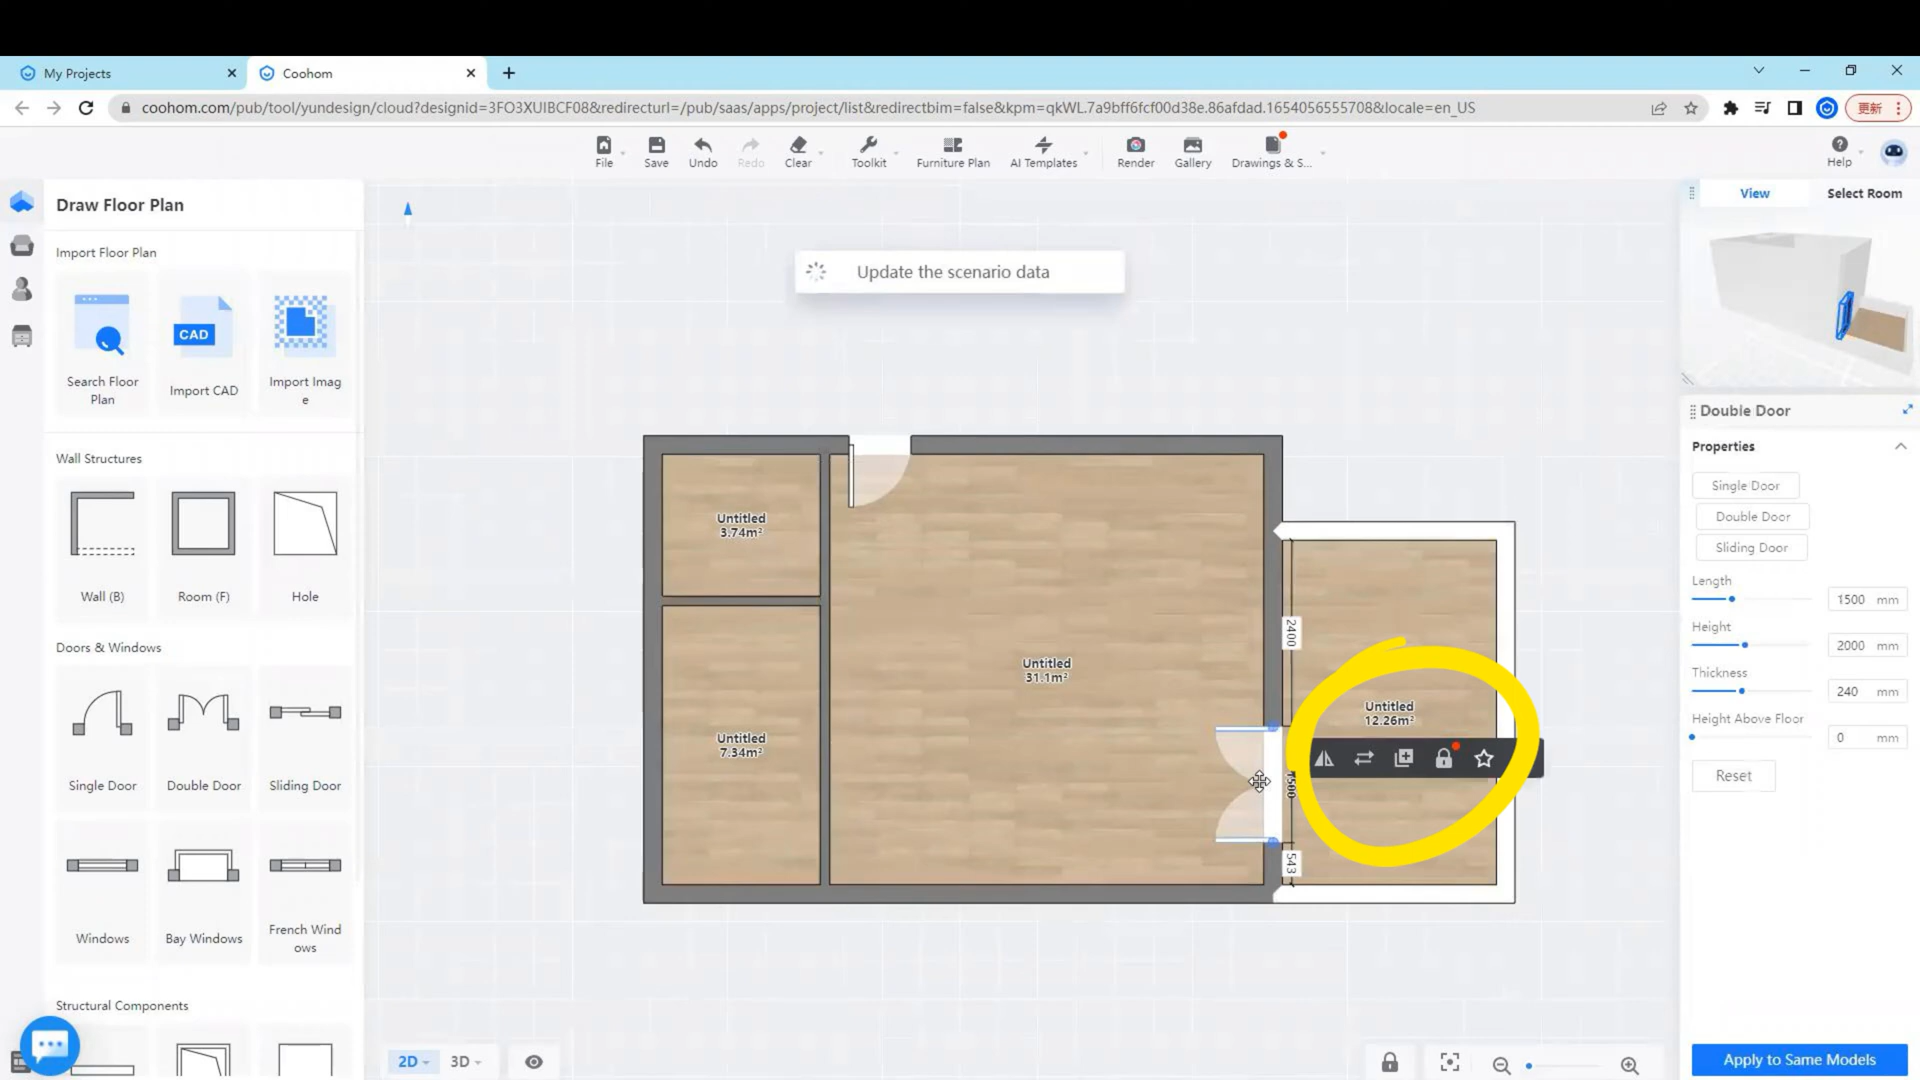 My Projects
Coohom
coohom.com/pub/tool/yundesign/cloud?designid=3FO3XUIBCF08&redirecturl=/pub/saas/apps/project/list&redirectbim=false&kpm=qkWL.7a9bff6fcf00d38e.86afdad.1654056555708&locale=en_US
更新
File
Save
Undo
Redo
Clear
Toolkit
Furniture Plan
AI Templates
Render
Gallery
Drawings & S...
Help
Draw Floor Plan
Import Floor Plan
CAD
Search Floor
Plan
Import CAD
Import Imag
e
Wall Structures
Wall (B)
Room (F)
Hole
Doors & Windows
Single Door
Double Door
Sliding Door
Windows
Bay Windows
French Wind
ows
Structural Components
Update the scenario data
Untitled
3.74m²
Untitled
7.34m²
Untitled
31.1m²
Untitled
12.26m²
2400
1500
543
2D
3D
View
Select Room
Double Door
Properties
Single Door
Double Door
Sliding Door
Length
1500 mm
Height
2000 mm
Thickness
240 mm
Height Above Floor
0 mm
Reset
Apply to Same Models